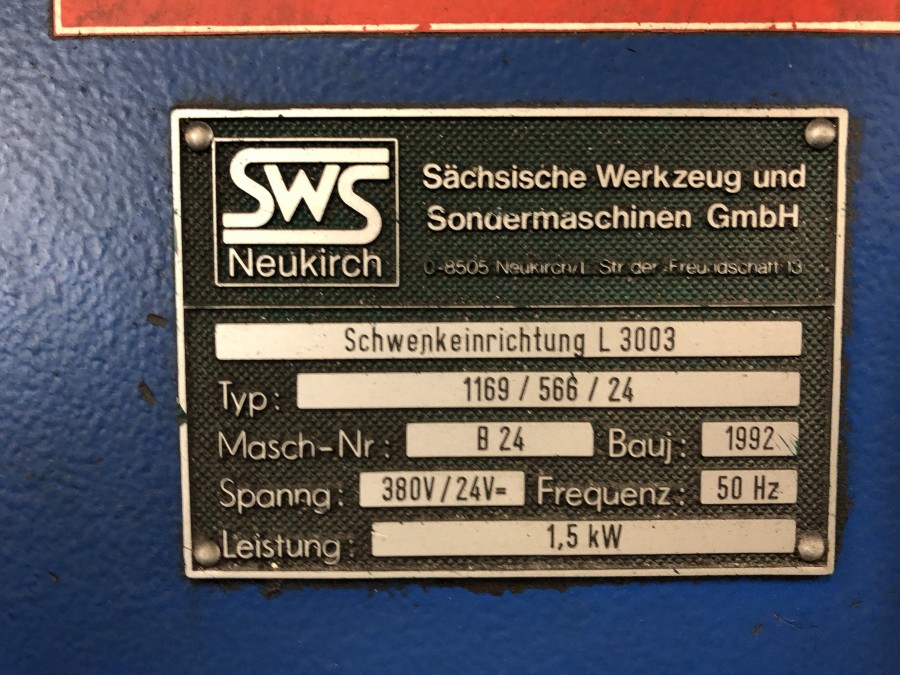 SWS
Neukirch
Sächsische Werkzeug und
Sondermaschinen GmbH
O-8505 Neukirch/L. Str. der Freundschaft 13
Schwenkeinrichtung L 3003
Typ: 1169 / 566 / 24
Masch-Nr: B 24 Bauj: 1992
Spanng: 380V / 24V= Frequenz: 50 Hz
Leistung: 1,5 kW